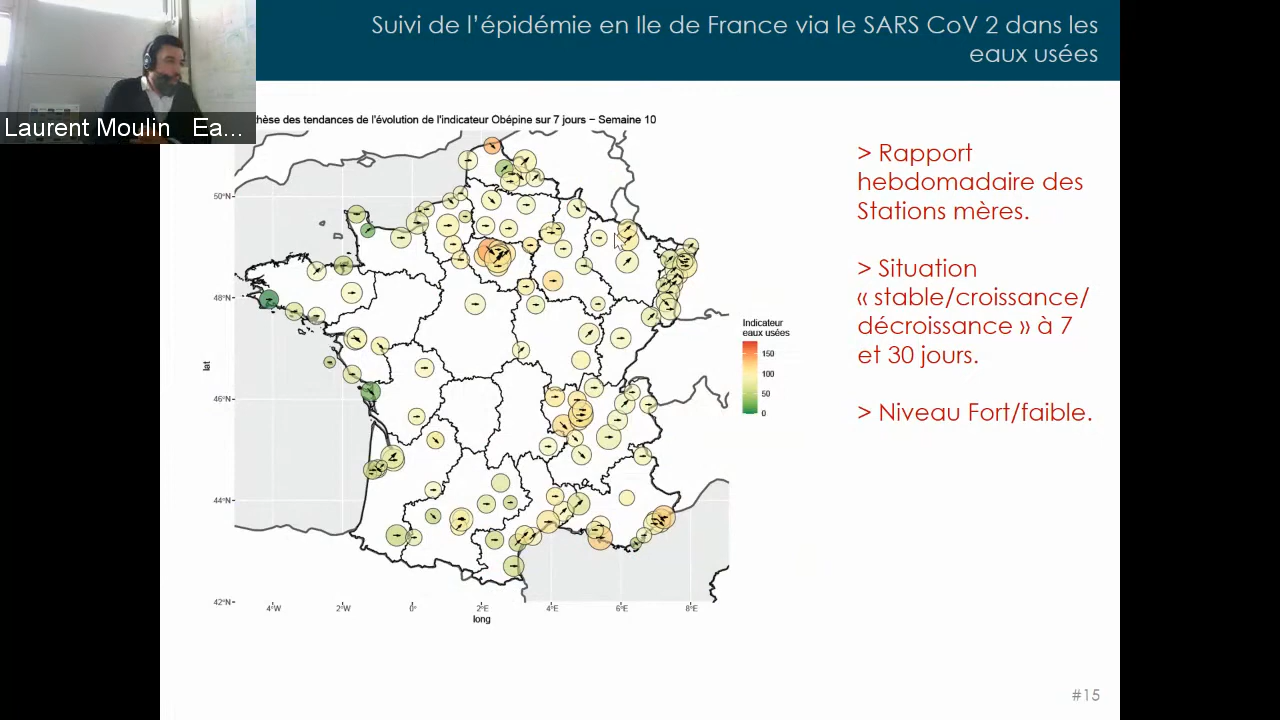 Suivi de l'épidémie en Ile de France via le SARS CoV 2 dans les
eaux usées
Laurent Moulin Ea...
hèse des tendances de l'évolution de l'indicateur Obépine sur 7 jours − Semaine 10
> Rapport
hebdomadaire des
Stations mères.
> Situation
« stable/croissance/
décroissance » à 7
et 30 jours.
> Niveau Fort/faible.
50°N
48°N
46°N
44°N
42°N
lat
4°W
2°W
0°
2°E
4°E
6°E
8°E
long
Indicateur
eaux usées
150
100
50
0
#15